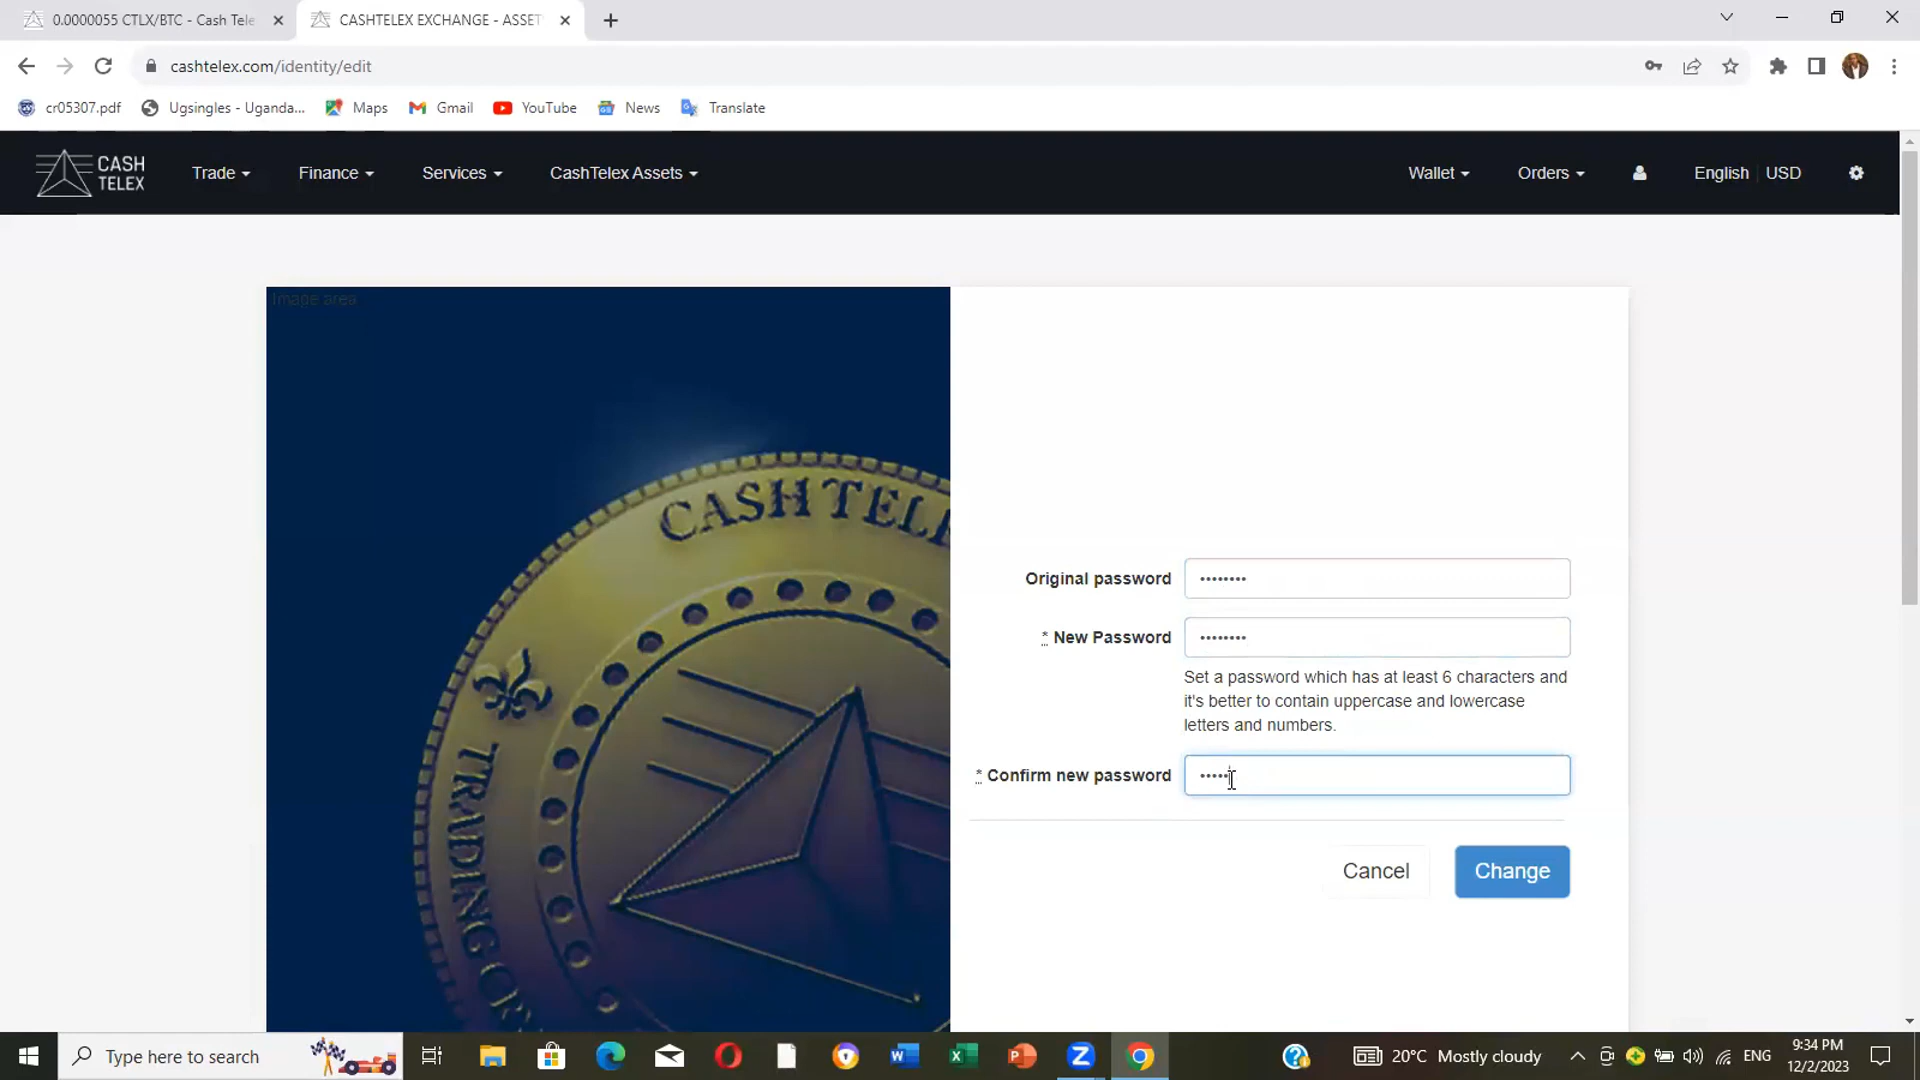 0.0000055 CTLX/BTC - Cash Tele
CASHTELEX EXCHANGE - ASSET
cashtelex.com/identity/edit
cr05307.pdf
Ugsingles - Uganda...
Maps
Gmail
YouTube
News
Translate
CASH
TELEX
Trade
Finance
Services
CashTelex Assets
Wallet
Orders
English
USD
Image area
CASH TELE
TRADING
Original password
••••••••
* New Password
••••••••
Set a password which has at least 6 characters and
it's better to contain uppercase and lowercase
letters and numbers.
* Confirm new password
•••••
Cancel
Change
Type here to search
20°C Mostly cloudy
ENG
9:34 PM
12/2/2023